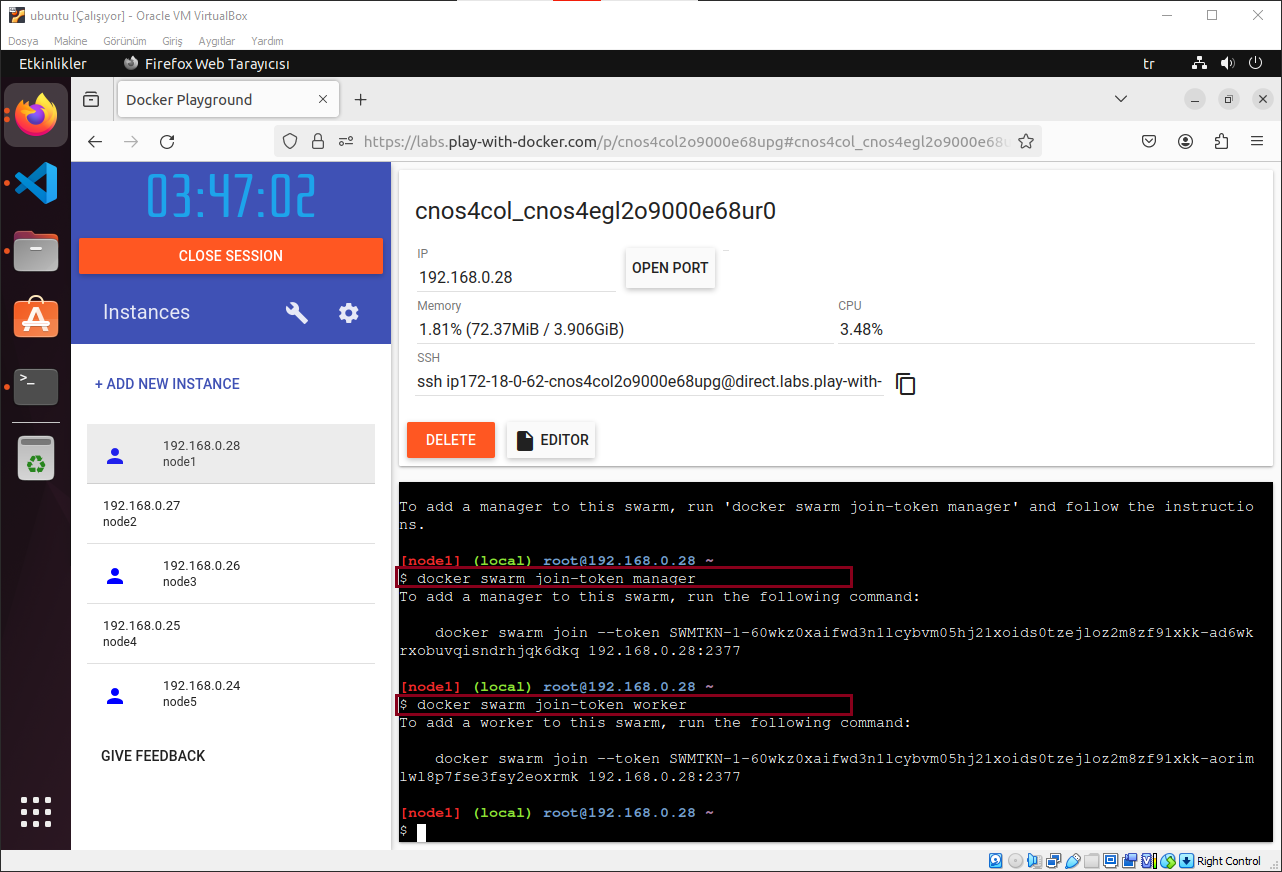 ubuntu [Çalışıyor] - Oracle VM VirtualBox
Dosya Makine Görünüm Giriş Aygıtlar Yardım
Etkinlikler Firefox Web Tarayıcısı tr
Docker Playground
https://labs.play-with-docker.com/p/cnos4col2o9000e68upg#cnos4col_cnos4egl2o9000e68u
03:47:02
CLOSE SESSION
Instances
+ ADD NEW INSTANCE
192.168.0.28
node1
192.168.0.27
node2
192.168.0.26
node3
192.168.0.25
node4
192.168.0.24
node5
GIVE FEEDBACK
cnos4col_cnos4egl2o9000e68ur0
IP
192.168.0.28
OPEN PORT
Memory
1.81% (72.37MiB / 3.906GiB)
CPU
3.48%
SSH
ssh ip172-18-0-62-cnos4col2o9000e68upg@direct.labs.play-with-
DELETE
EDITOR
To add a manager to this swarm, run 'docker swarm join-token manager' and follow the instructio
ns.
[node1] (local) root@192.168.0.28 ~
$ docker swarm join-token manager
To add a manager to this swarm, run the following command:
docker swarm join --token SWMTKN-1-60wkz0xaifwd3n1lcybvm05hj21xoids0tzejloz2m8zf91xkk-ad6wk
rxobuvqisndrhjqk6dkq 192.168.0.28:2377
[node1] (local) root@192.168.0.28 ~
$ docker swarm join-token worker
To add a worker to this swarm, run the following command:
docker swarm join --token SWMTKN-1-60wkz0xaifwd3n1lcybvm05hj21xoids0tzejloz2m8zf91xkk-aorim
lwl8p7fse3fsy2eoxrmk 192.168.0.28:2377
[node1] (local) root@192.168.0.28 ~
$
Right Control